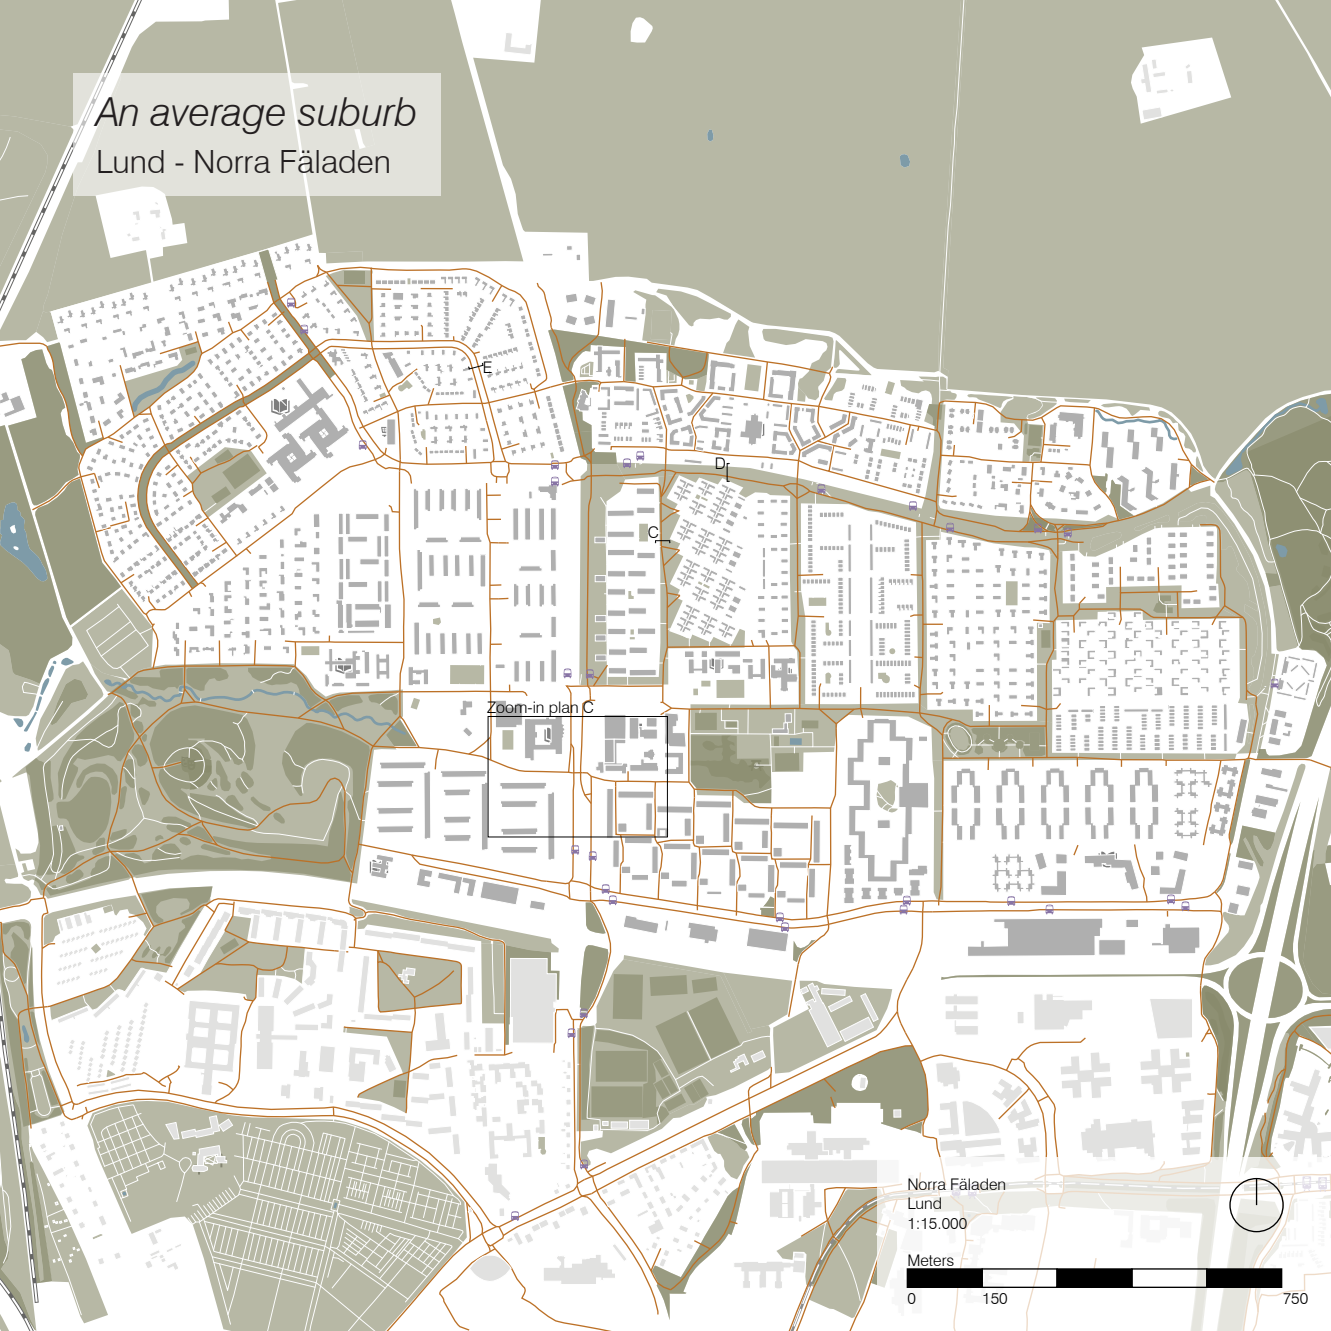 An average suburb
Lund - Norra Fäladen
E
D
C
Zoom-in plan C
Norra Fäladen
Lund
1:15.000
Meters
0 150 750